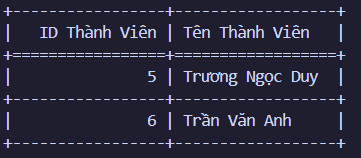 ID Thành Viên | Tên Thành Viên
5 | Trương Ngọc Duy
6 | Trần Văn Anh